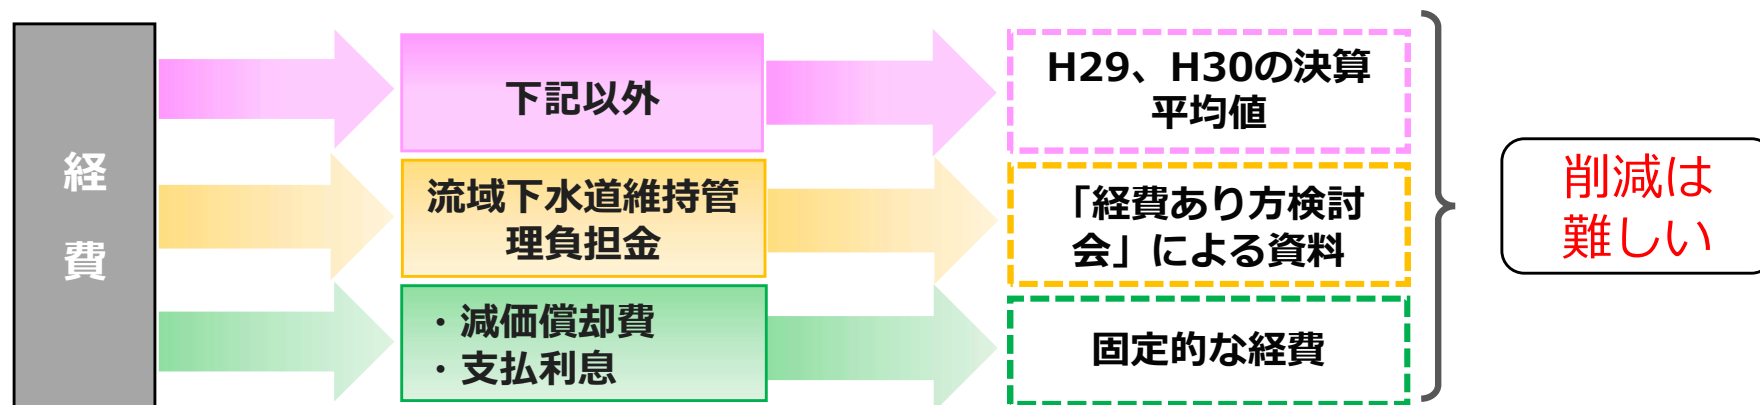 経
費
下記以外
H29、H30の決算
平均値
流域下水道維持管
理負担金
「経費あり方検討
会」による資料
・減価償却費
・支払利息
固定的な経費
削減は
難しい